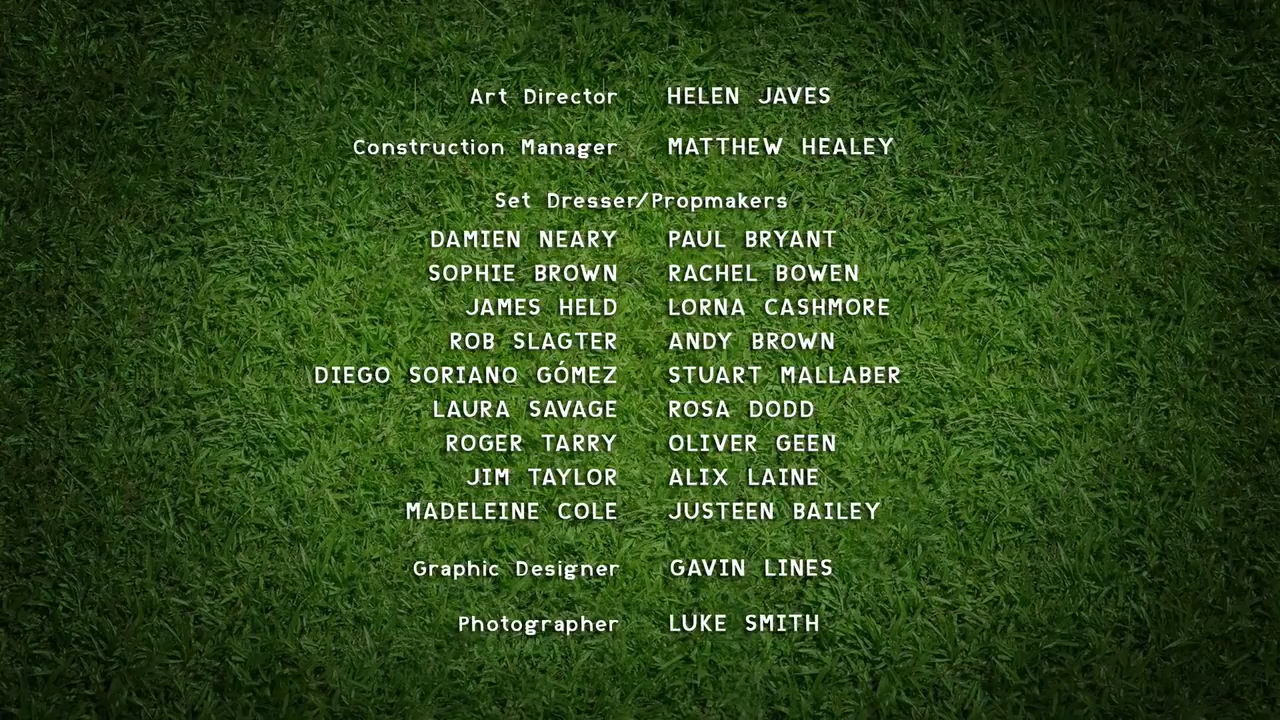 Art Director HELEN JAVES
Construction Manager MATTHEW HEALEY
Set Dresser/Propmakers
DAMIEN NEARY PAUL BRYANT
SOPHIE BROWN RACHEL BOWEN
JAMES HELD LORNA CASHMORE
ROB SLAGTER ANDY BROWN
DIEGO SORIANO GÓMEZ STUART MALLABER
LAURA SAVAGE ROSA DODD
ROGER TARRY OLIVER GEEN
JIM TAYLOR ALIX LAINE
MADELEINE COLE JUSTEEN BAILEY
Graphic Designer GAVIN LINES
Photographer LUKE SMITH